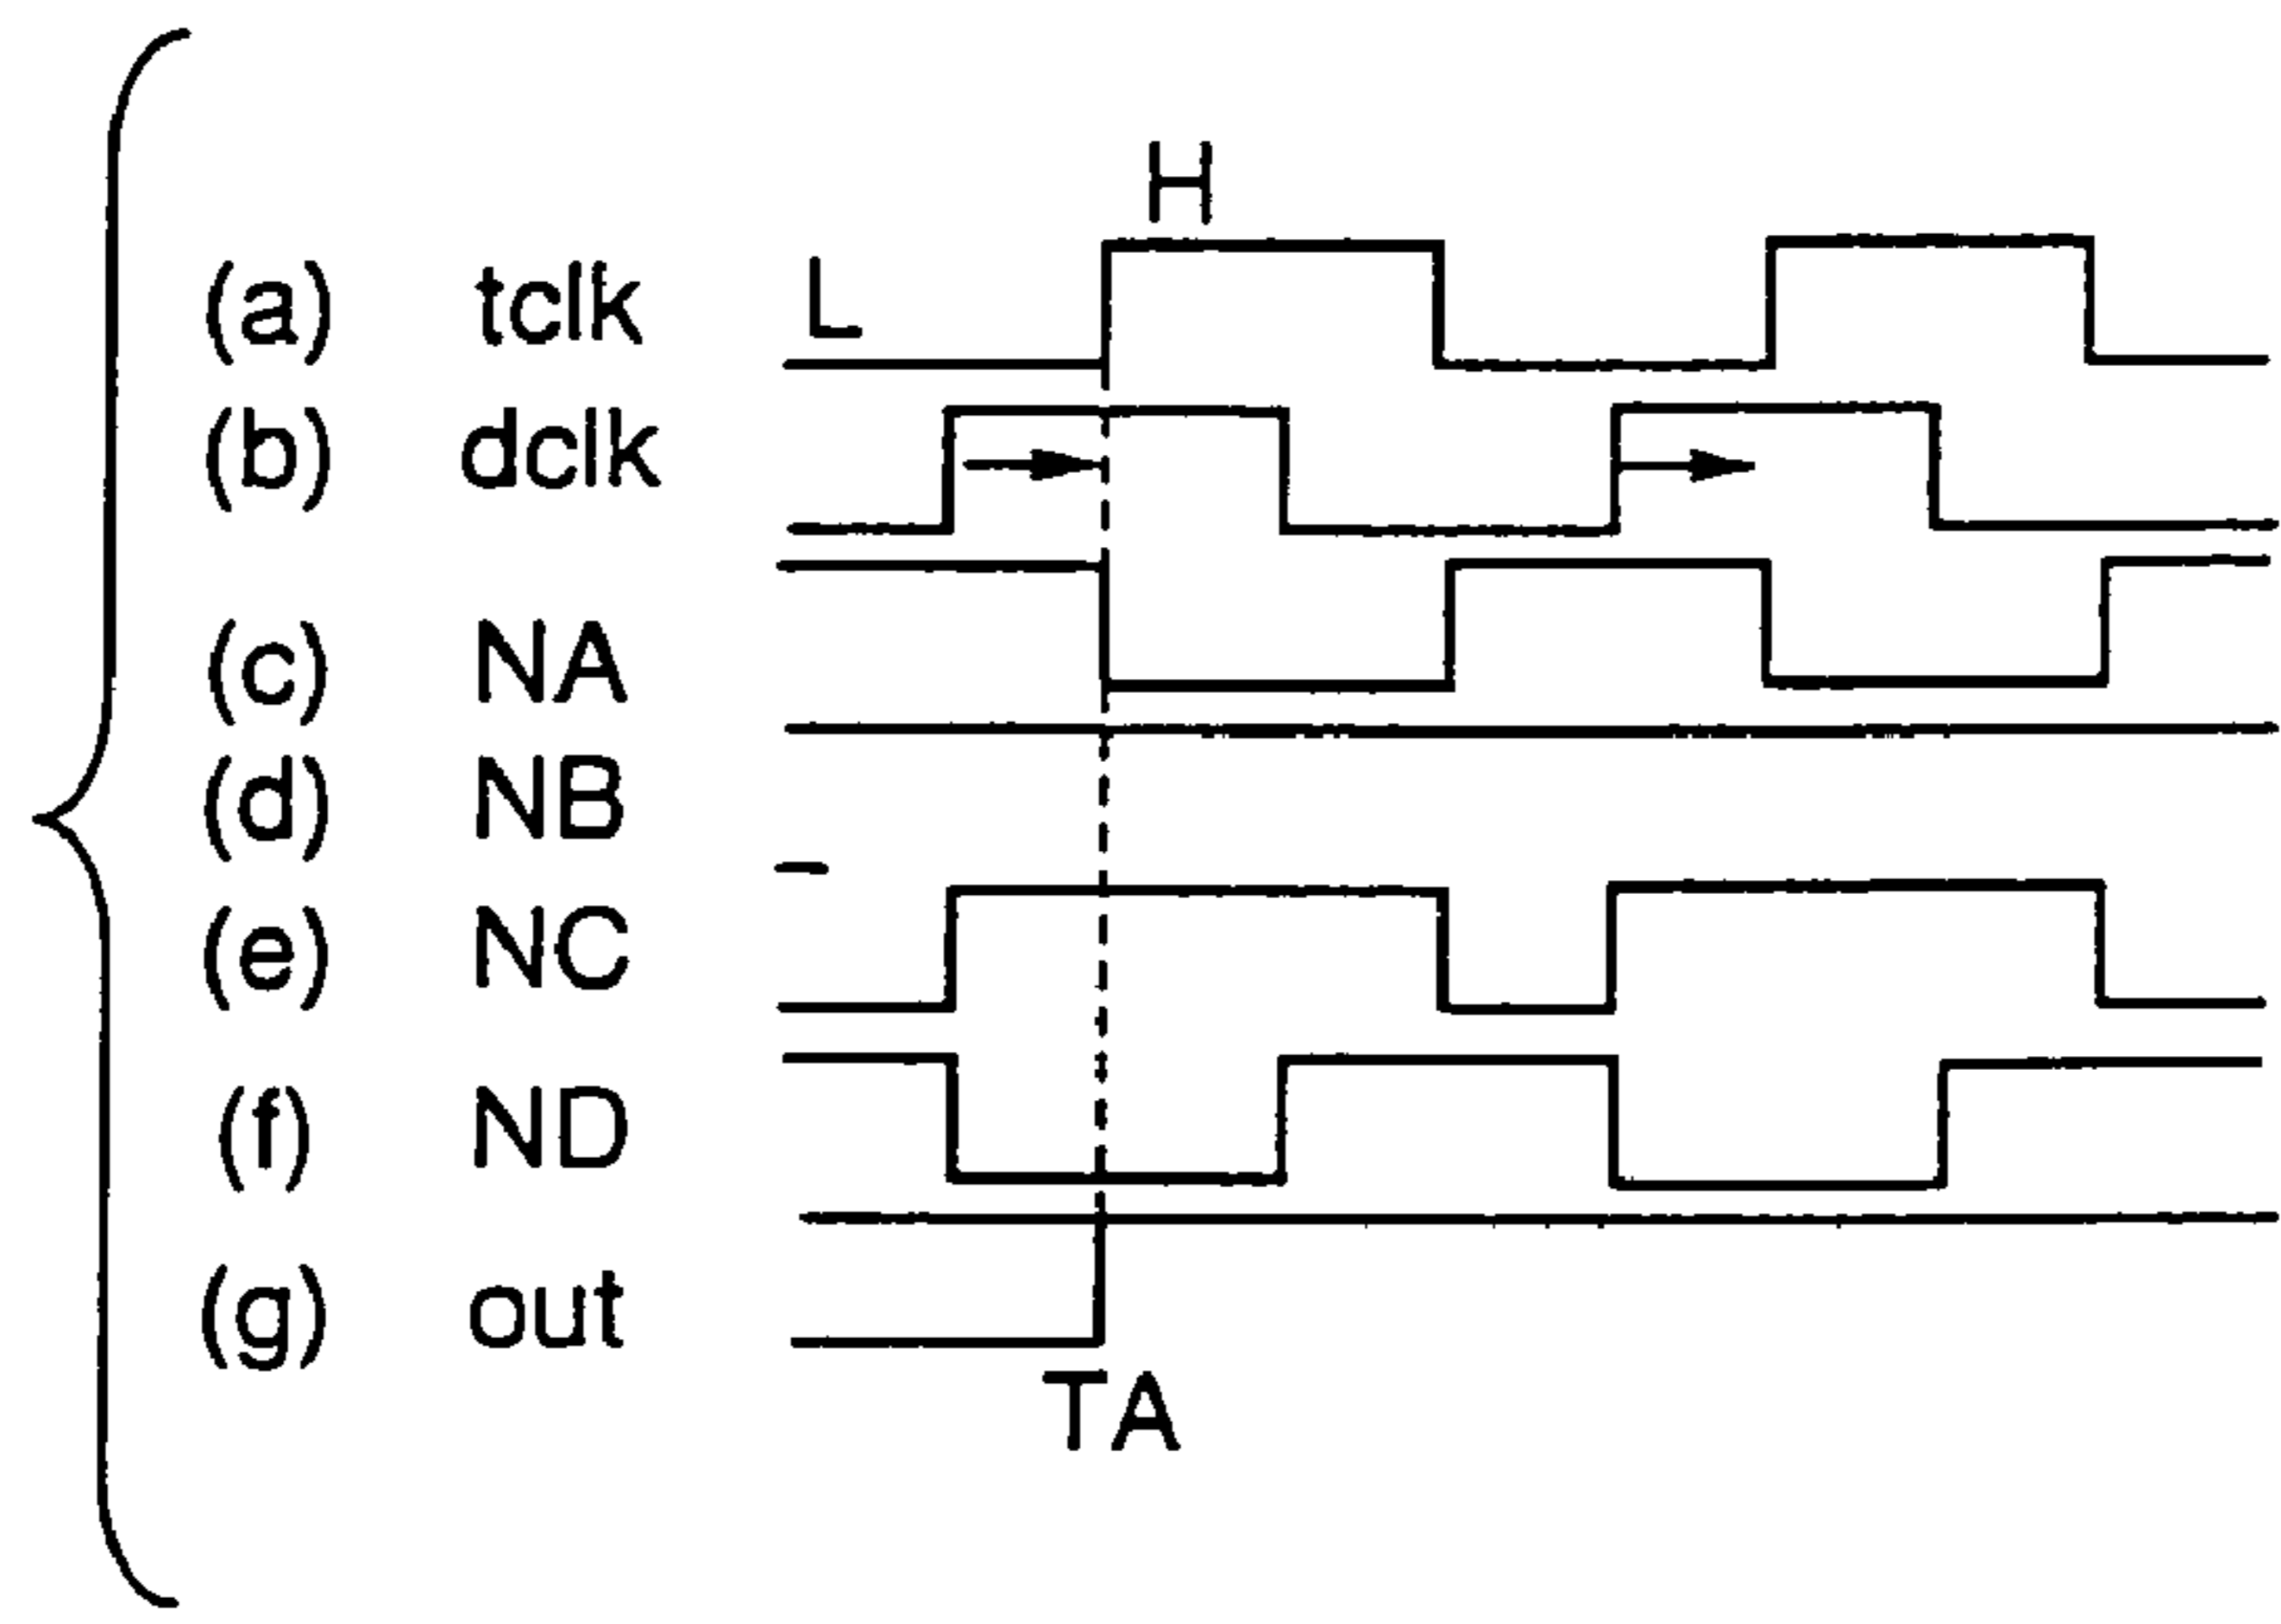 H
(a) tclk L
(b) dclk
(c) NA
(d) NB
(e) NC
(f) ND
(g) out
TA